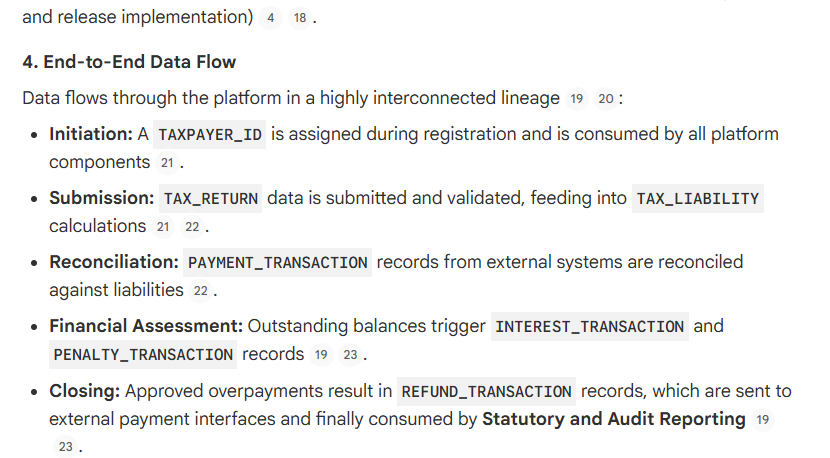 and release implementation) 4 18 .
4. End-to-End Data Flow
Data flows through the platform in a highly interconnected lineage 19 20 :
• Initiation: A TAXPAYER_ID is assigned during registration and is consumed by all platform
components 21 .
• Submission: TAX_RETURN data is submitted and validated, feeding into TAX_LIABILITY
calculations 21 22 .
• Reconciliation: PAYMENT_TRANSACTION records from external systems are reconciled
against liabilities 22 .
• Financial Assessment: Outstanding balances trigger INTEREST_TRANSACTION and
PENALTY_TRANSACTION records 19 23 .
• Closing: Approved overpayments result in REFUND_TRANSACTION records, which are sent to
external payment interfaces and finally consumed by Statutory and Audit Reporting 19
23 .